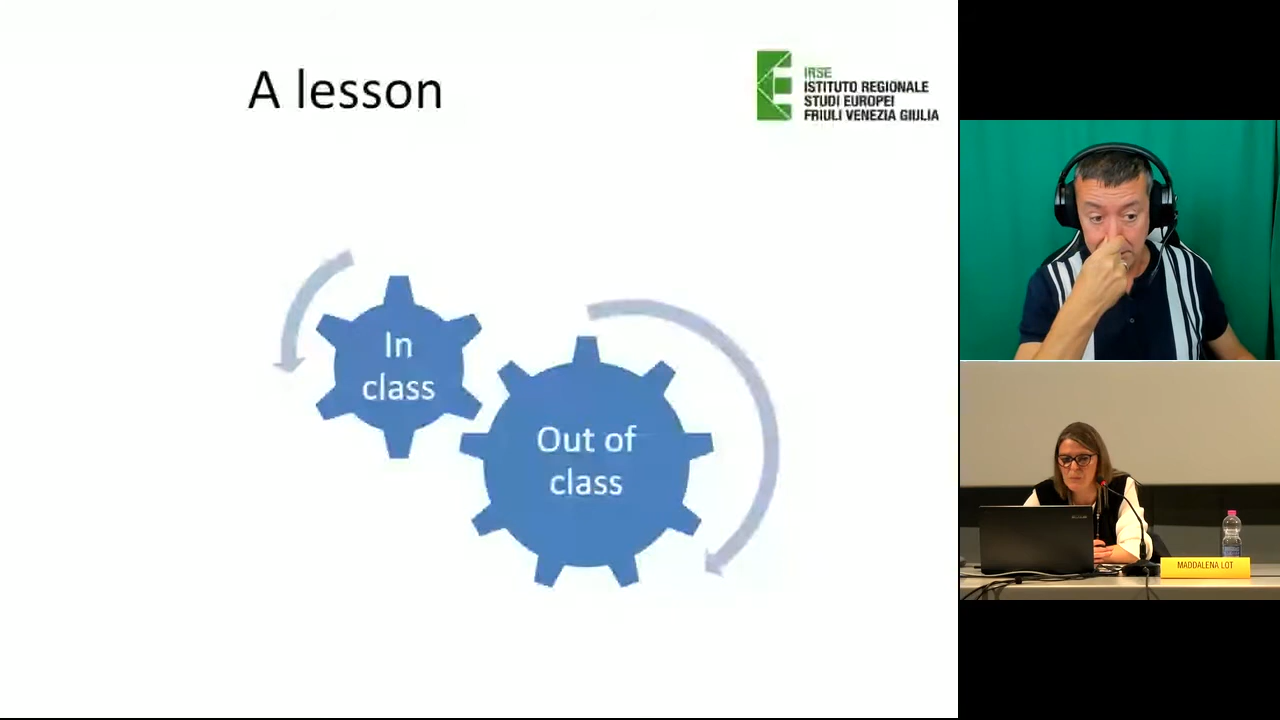 A lesson
IRSE
ISTITUTO REGIONALE
STUDI EUROPEI
FRIULI VENEZIA GIULIA
In
class
Out of
class
MADDALENA LOT